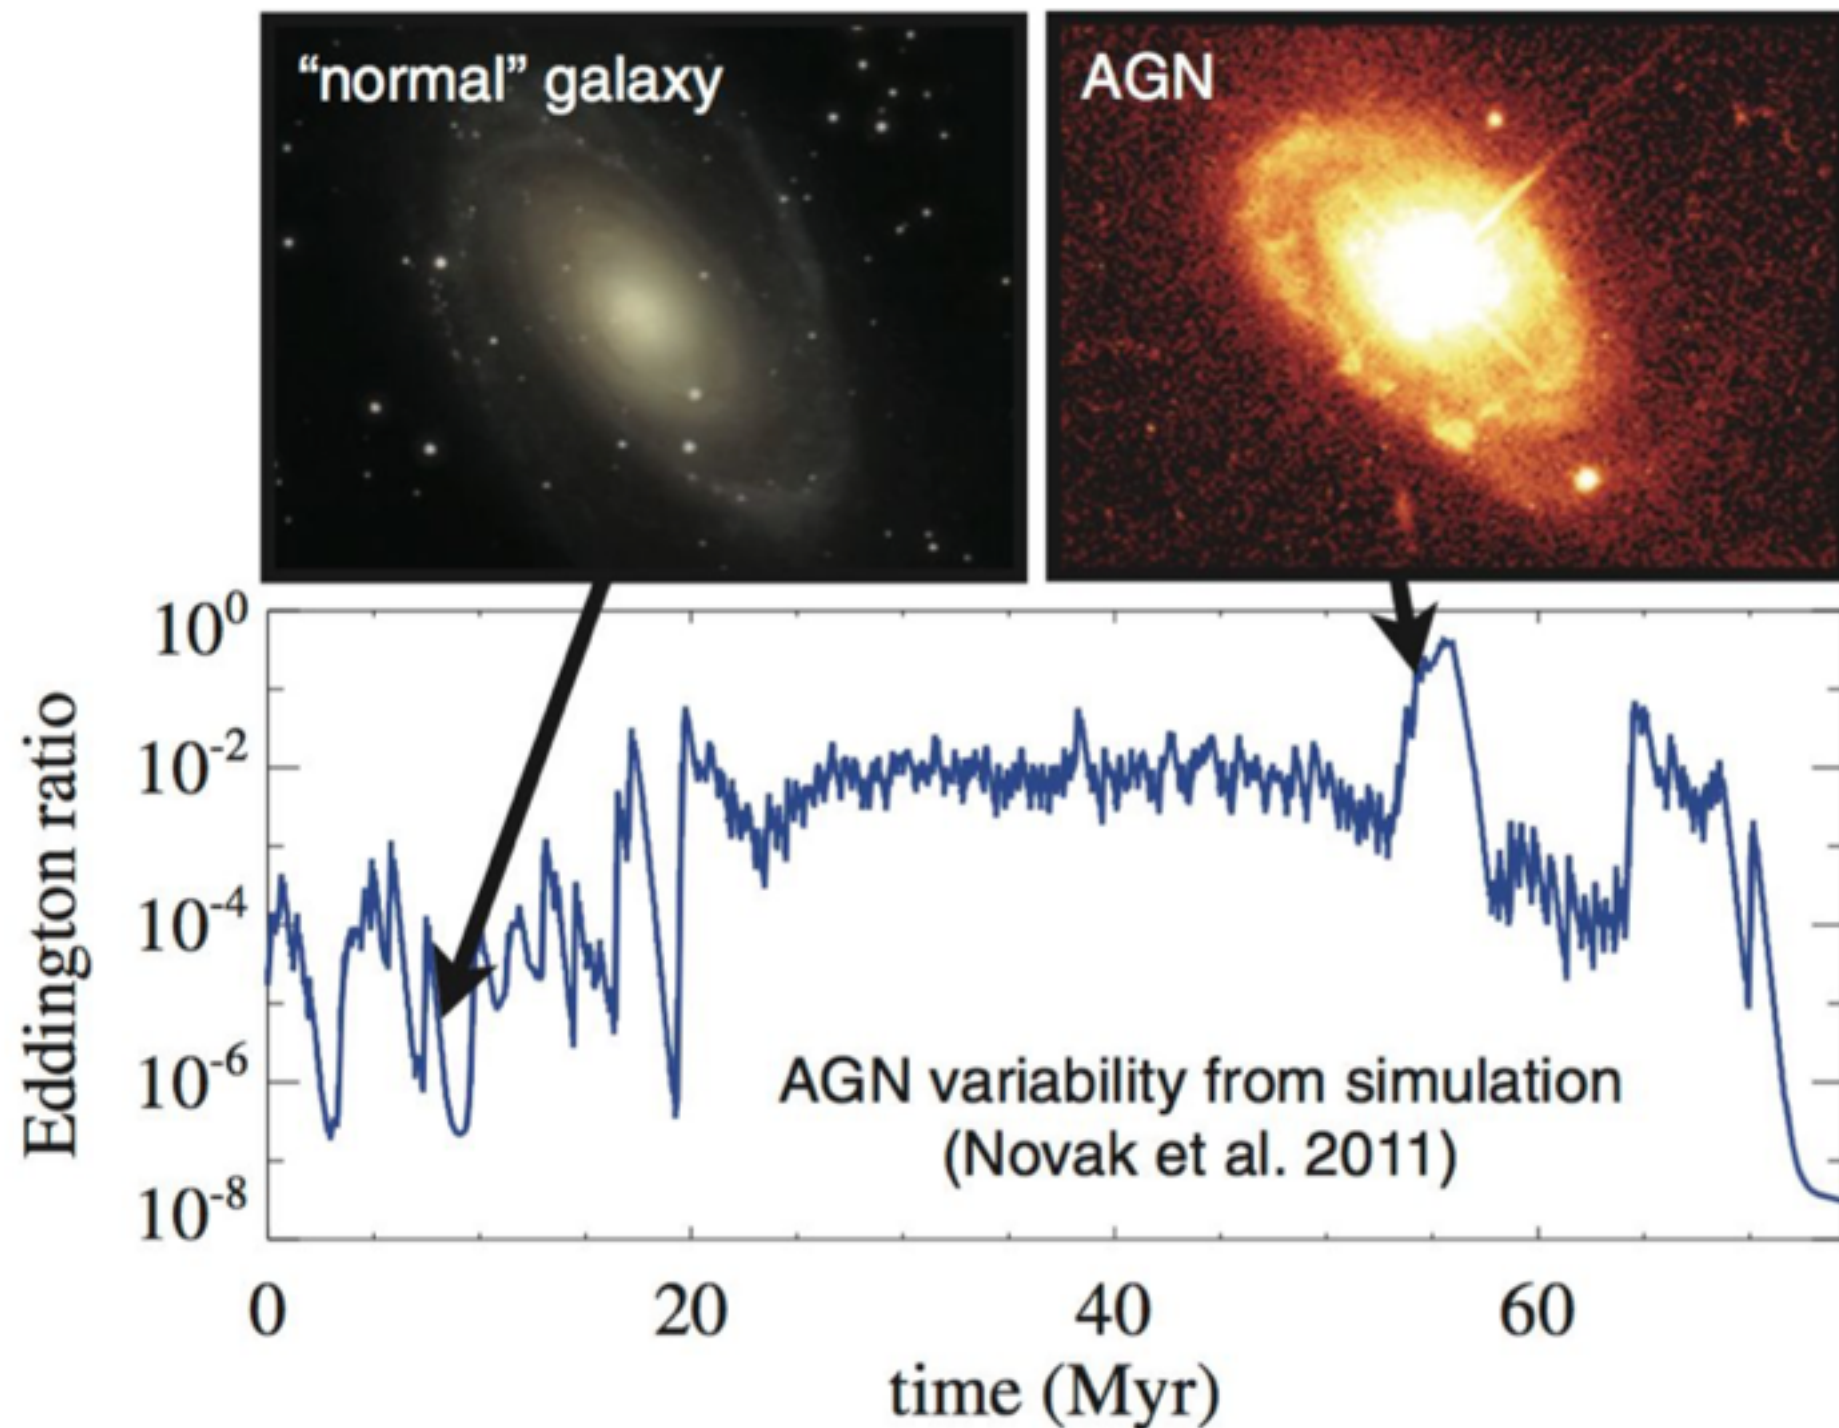 “normal” galaxy
AGN
10^0
10^-2
10^-4
10^-6
10^-8
Eddington ratio
AGN variability from simulation
(Novak et al. 2011)
0 20 40 60
time (Myr)